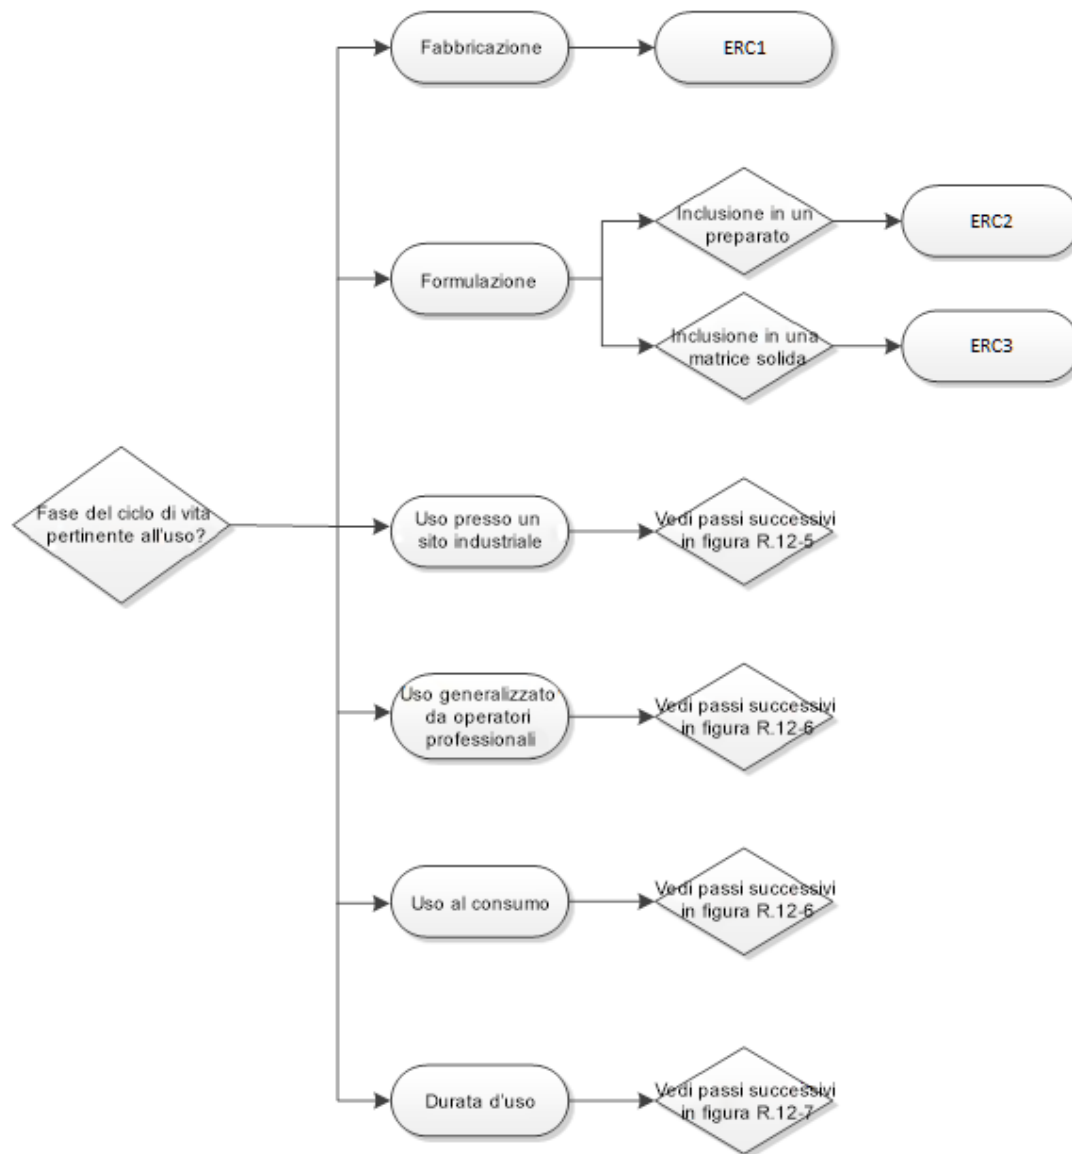 Fabbricazione
ERC1
Inclusione in un
preparato
ERC2
Formulazione
Inclusione in una
matrice solida
ERC3
Fase del ciclo di vita
pertinente all'uso?
Uso presso un
sito industriale
Vedi passi successivi
in figura R.12-5
Uso generalizzato
da operatori
professionali
Vedi passi successivi
in figura R.12-6
Uso al consumo
Vedi passi successivi
in figura R.12-6
Durata d'uso
Vedi passi successivi
in figura R.12-7